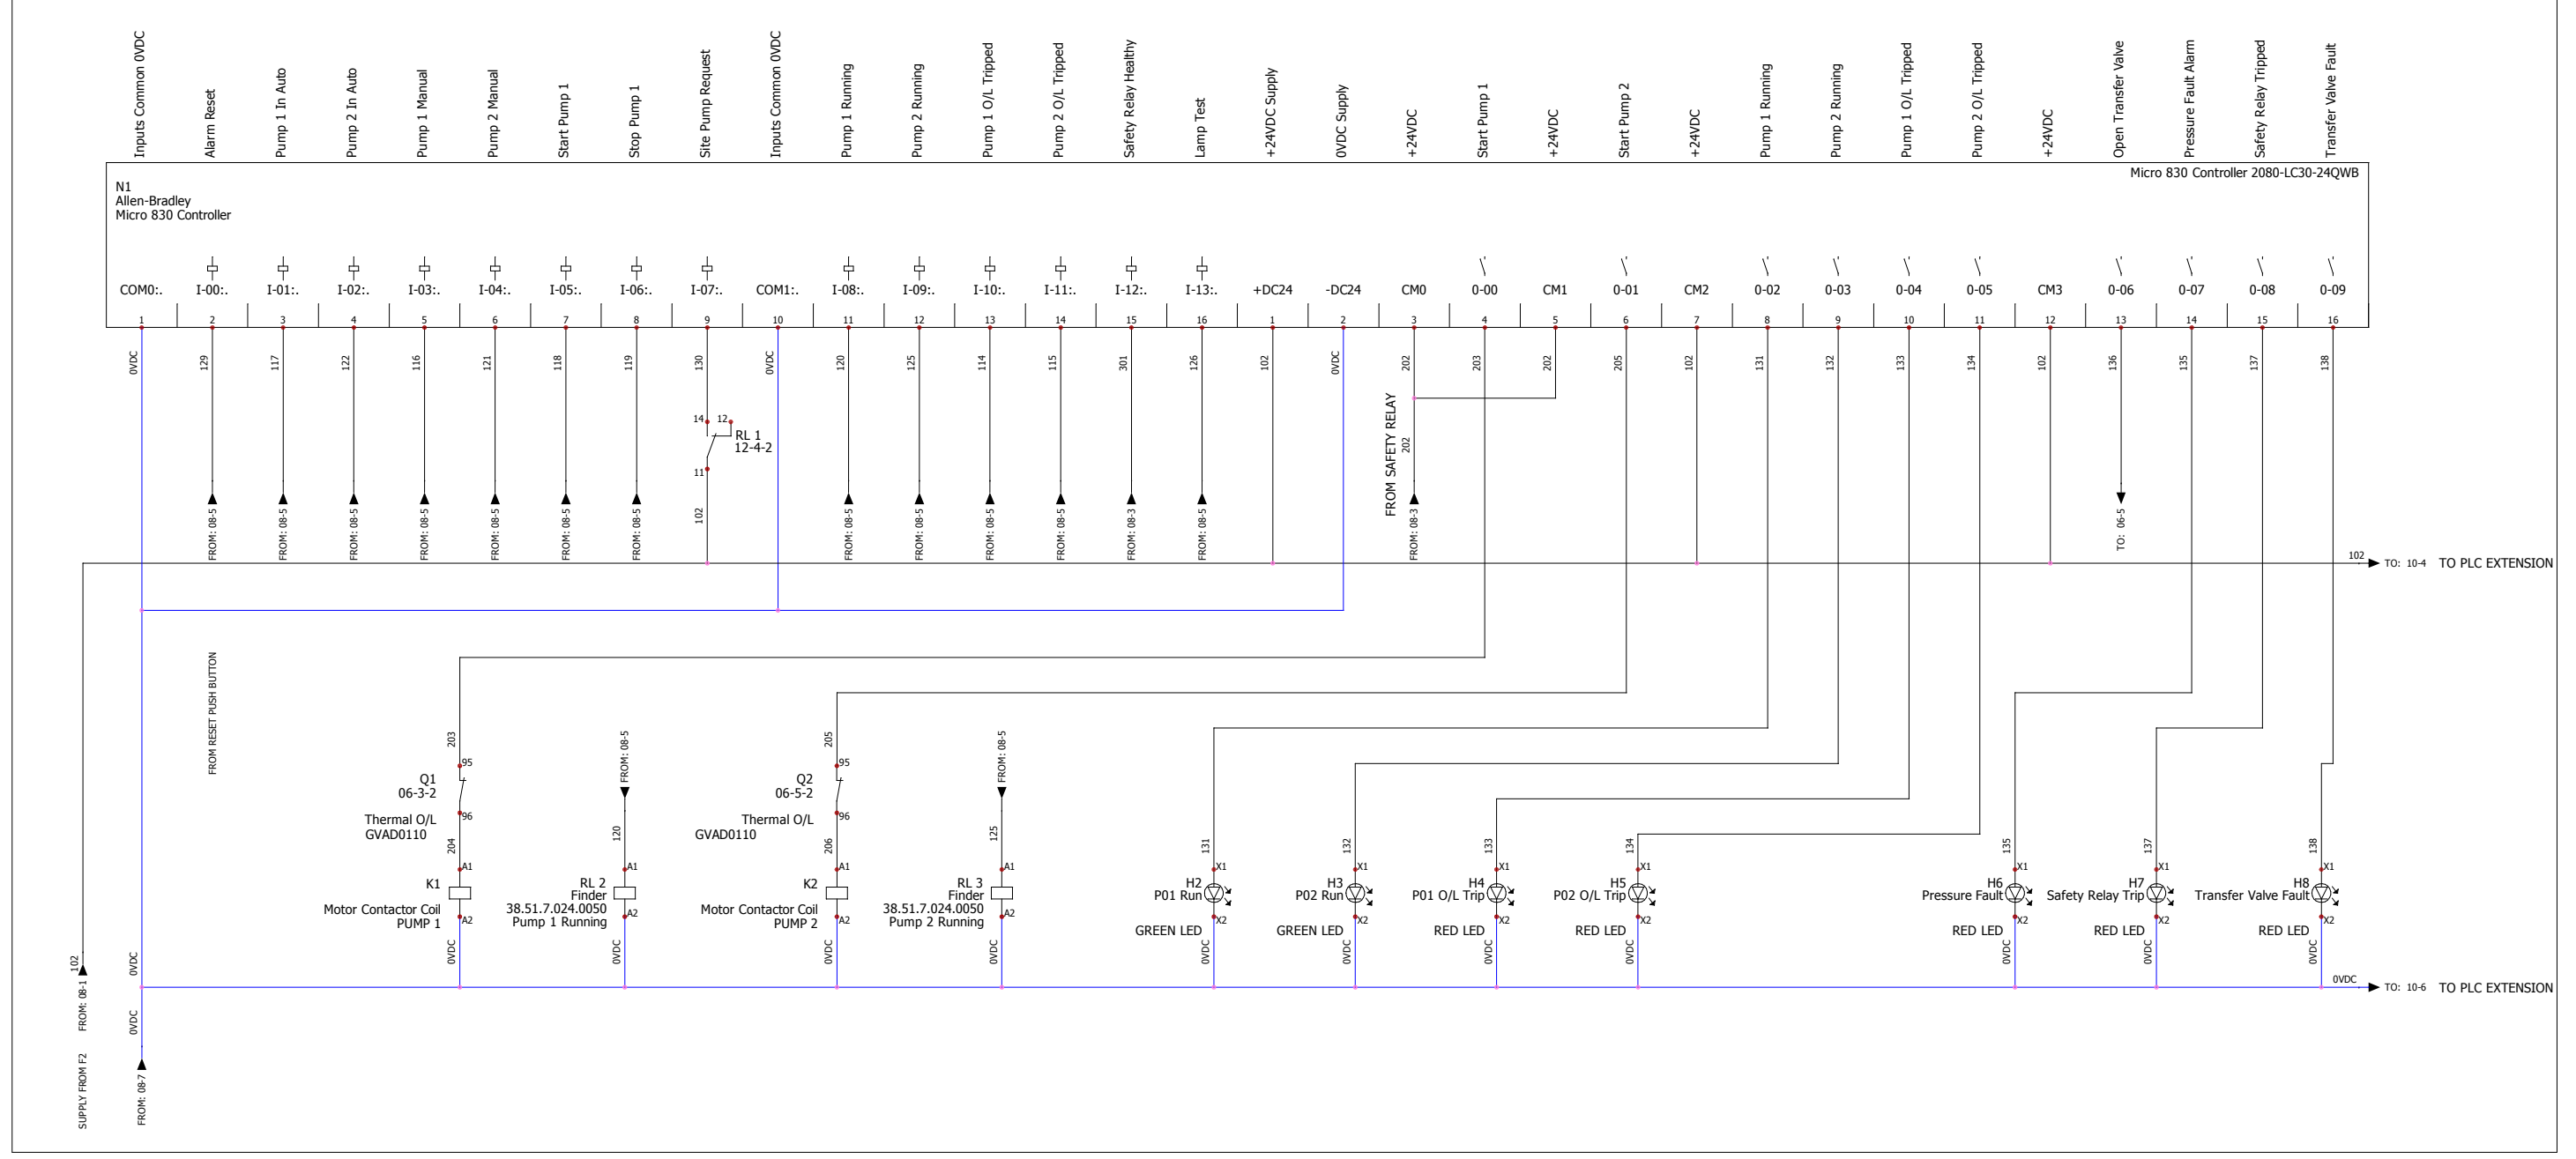 Inputs Common 0VDC
Alarm Reset
Pump 1 In Auto
Pump 2 In Auto
Pump 1 Manual
Pump 2 Manual
Start Pump 1
Stop Pump 1
Site Pump Request
Inputs Common 0VDC
Pump 1 Running
Pump 2 Running
Pump 1 O/L Tripped
Pump 2 O/L Tripped
Safety Relay Healthy
Lamp Test
+24VDC Supply
0VDC Supply
+24VDC
Start Pump 1
+24VDC
Start Pump 2
+24VDC
Pump 1 Running
Pump 2 Running
Pump 1 O/L Tripped
Pump 2 O/L Tripped
+24VDC
Open Transfer Valve
Pressure Fault Alarm
Safety Relay Tripped
Transfer Valve Fault
N1
Allen-Bradley
Micro 830 Controller
Micro 830 Controller 2080-LC30-24QWB
COM0:. I-00:. I-01:. I-02:. I-03:. I-04:. I-05:. I-06:. I-07:. COM1:. I-08:. I-09:. I-10:. I-11:. I-12:. I-13:. +DC24 -DC24 CM0 0-00 CM1 0-01 CM2 0-02 0-03 0-04 0-05 CM3 0-06 0-07 0-08 0-09
1 2 3 4 5 6 7 8 9 10 11 12 13 14 15 16 1 2 3 4 5 6 7 8 9 10 11 12 13 14 15 16
0VDC 129 117 122 116 121 118 119 130 0VDC 120 125 114 115 301 126 102 0VDC 202 203 202 205 102 131 132 133 134 102 136 135 137 138
14 12
RL 1
12-4-2
11
102
FROM SAFETY RELAY
202
FROM: 08-5
FROM: 08-5
FROM: 08-5
FROM: 08-5
FROM: 08-5
FROM: 08-5
FROM: 08-5
FROM: 08-5
FROM: 08-5
FROM: 08-5
FROM: 08-5
FROM: 08-3
FROM: 08-5
FROM: 08-3
TO: 06-5
102
TO: 10-4 TO PLC EXTENSION
FROM RESET PUSH BUTTON
203
95
Q1
06-3-2
96
Thermal O/L
GVAD0110
204
A1
K1
Motor Contactor Coil
PUMP 1
A2
0VDC
FROM: 08-5
120
A1
RL 2
Finder
38.51.7.024.0050
Pump 1 Running
A2
0VDC
205
95
Q2
06-5-2
96
Thermal O/L
GVAD0110
206
A1
K2
Motor Contactor Coil
PUMP 2
A2
0VDC
FROM: 08-5
125
A1
RL 3
Finder
38.51.7.024.0050
Pump 2 Running
A2
0VDC
131
X1
H2
P01 Run
X2
GREEN LED
0VDC
132
X1
H3
P02 Run
X2
GREEN LED
0VDC
133
X1
H4
P01 O/L Trip
X2
RED LED
0VDC
134
X1
H5
P02 O/L Trip
X2
RED LED
0VDC
135
X1
H6
Pressure Fault
X2
RED LED
0VDC
137
X1
H7
Safety Relay Trip
X2
RED LED
0VDC
138
X1
H8
Transfer Valve Fault
X2
RED LED
0VDC
0VDC
TO: 10-6 TO PLC EXTENSION
102
0VDC
SUPPLY FROM F2 FROM: 08-1
0VDC
FROM: 08-7